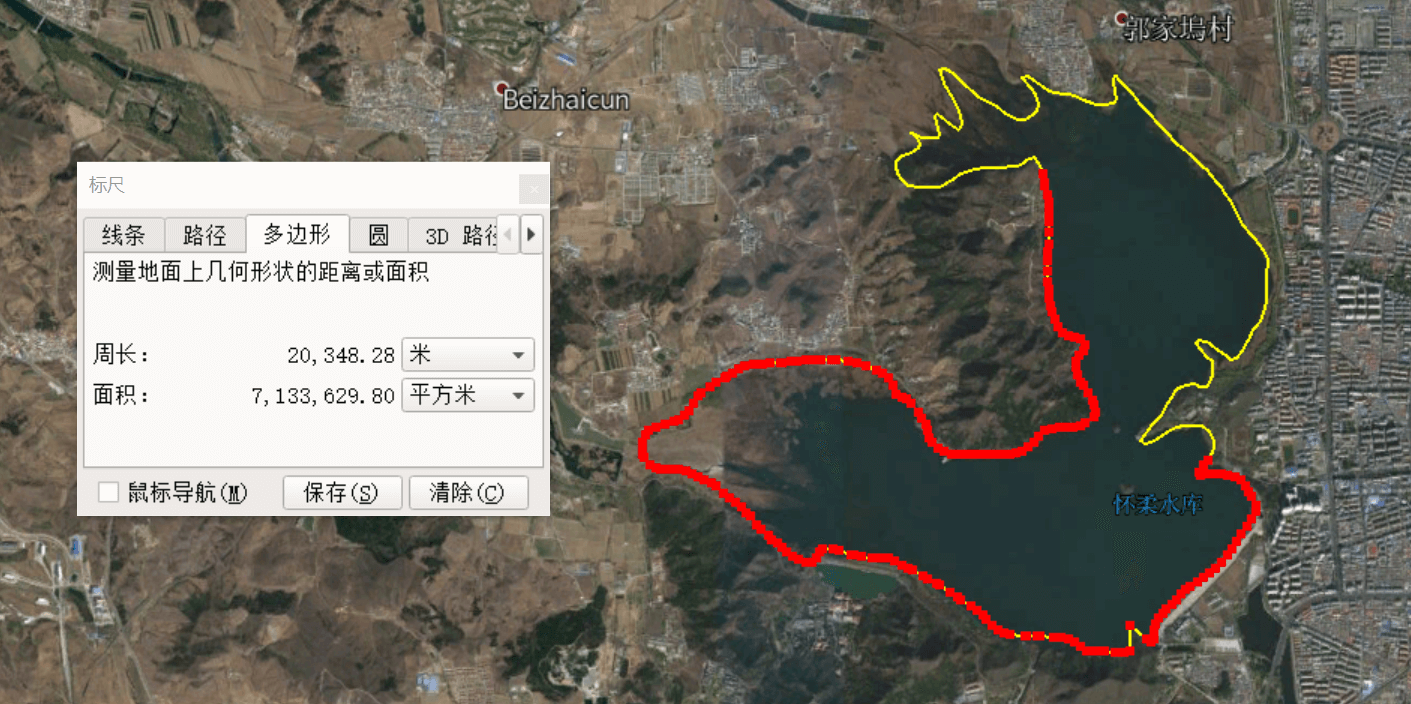 郭家塢村
Beizhaicun
标尺
线条 路径 多边形 圆 3D 路径
测量地面上几何形状的距离或面积
周长: 20,348.28 米
面积: 7,133,629.80 平方米
鼠标导航(M) 保存(S) 清除(C)
怀柔水库